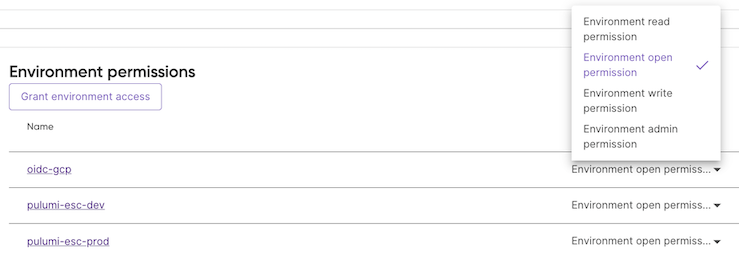 Environment read
permission
Environment open
permission
Environment write
permission
Environment admin
permission
Environment permissions
Grant environment access
Name
oidc-gcp
Environment open permiss...
pulumi-esc-dev
Environment open permiss...
pulumi-esc-prod
Environment open permiss...